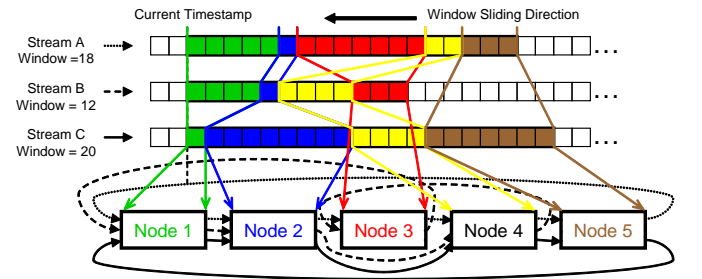 Current Timestamp
Window Sliding Direction
Stream A
Window =18
...
Stream B
Window = 12
...
Stream C
Window = 20
...
Node 1
Node 2
Node 3
Node 4
Node 5